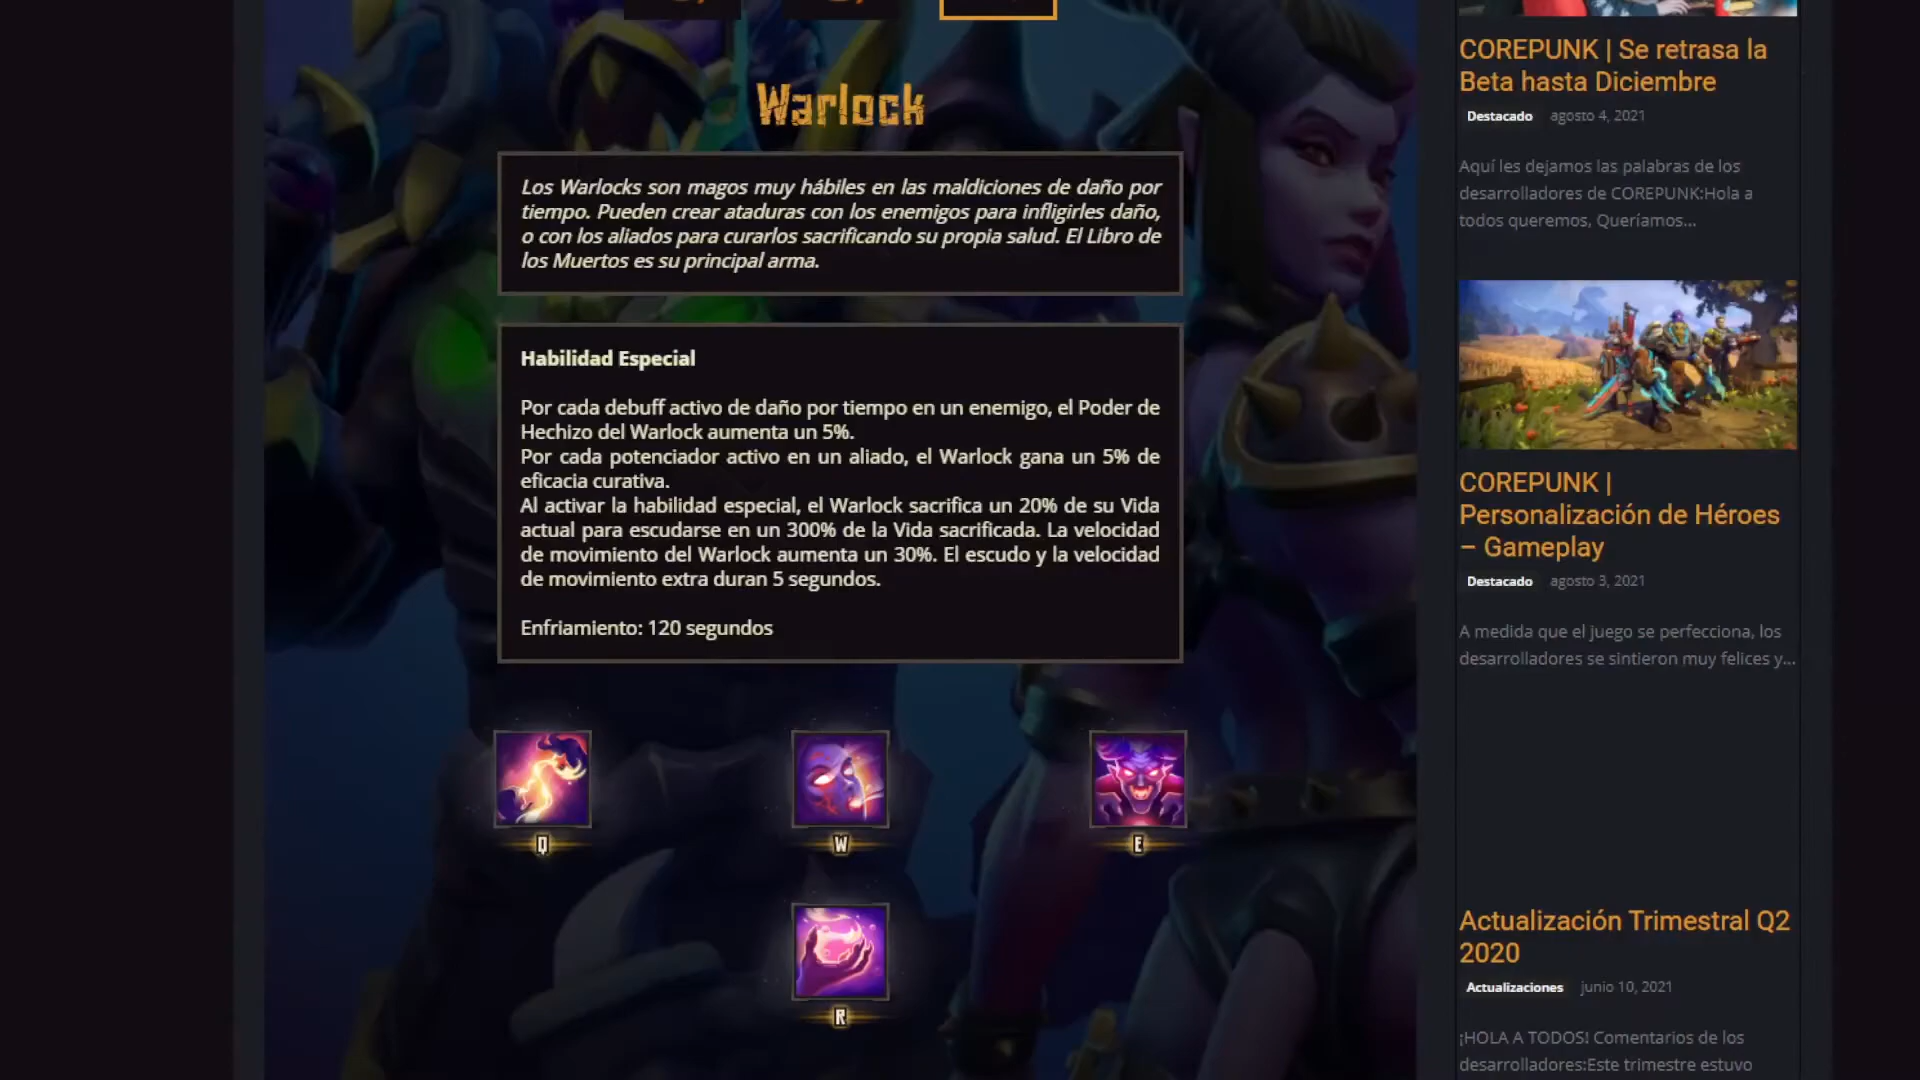 Warlock
Los Warlocks son magos muy hábiles en las maldiciones de daño por
tiempo. Pueden crear ataduras con los enemigos para infligirles daño,
o con los aliados para curarlos sacrificando su propia salud. El Libro de
los Muertos es su principal arma.
Habilidad Especial
Por cada debuff activo de daño por tiempo en un enemigo, el Poder de
Hechizo del Warlock aumenta un 5%.
Por cada potenciador activo en un aliado, el Warlock gana un 5% de
eficacia curativa.
Al activar la habilidad especial, el Warlock sacrifica un 20% de su Vida
actual para escudarse en un 300% de la Vida sacrificada. La velocidad
de movimiento del Warlock aumenta un 30%. El escudo y la velocidad
de movimiento extra duran 5 segundos.
Enfriamiento: 120 segundos
Q
W
E
R
COREPUNK | Se retrasa la
Beta hasta Diciembre
Destacado agosto 4, 2021
Aquí les dejamos las palabras de los
desarrolladores de COREPUNK:Hola a
todos queremos, Queríamos...
COREPUNK |
Personalización de Héroes
– Gameplay
Destacado agosto 3, 2021
A medida que el juego se perfecciona, los
desarrolladores se sintieron muy felices y...
Actualización Trimestral Q2
2020
Actualizaciones junio 10, 2021
¡HOLA A TODOS! Comentarios de los
desarrolladores:Este trimestre estuvo